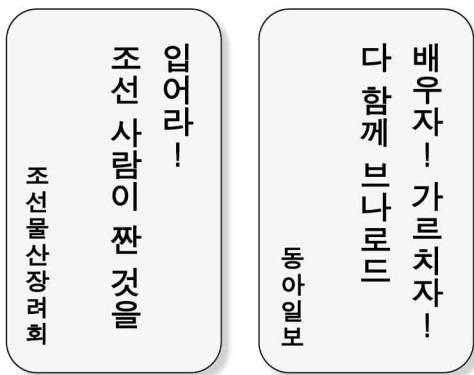 입어라!
조선 사람이 짠 것을
조선물산장려회
배우자! 가르치자!
다 함께 브나로드
동아일보